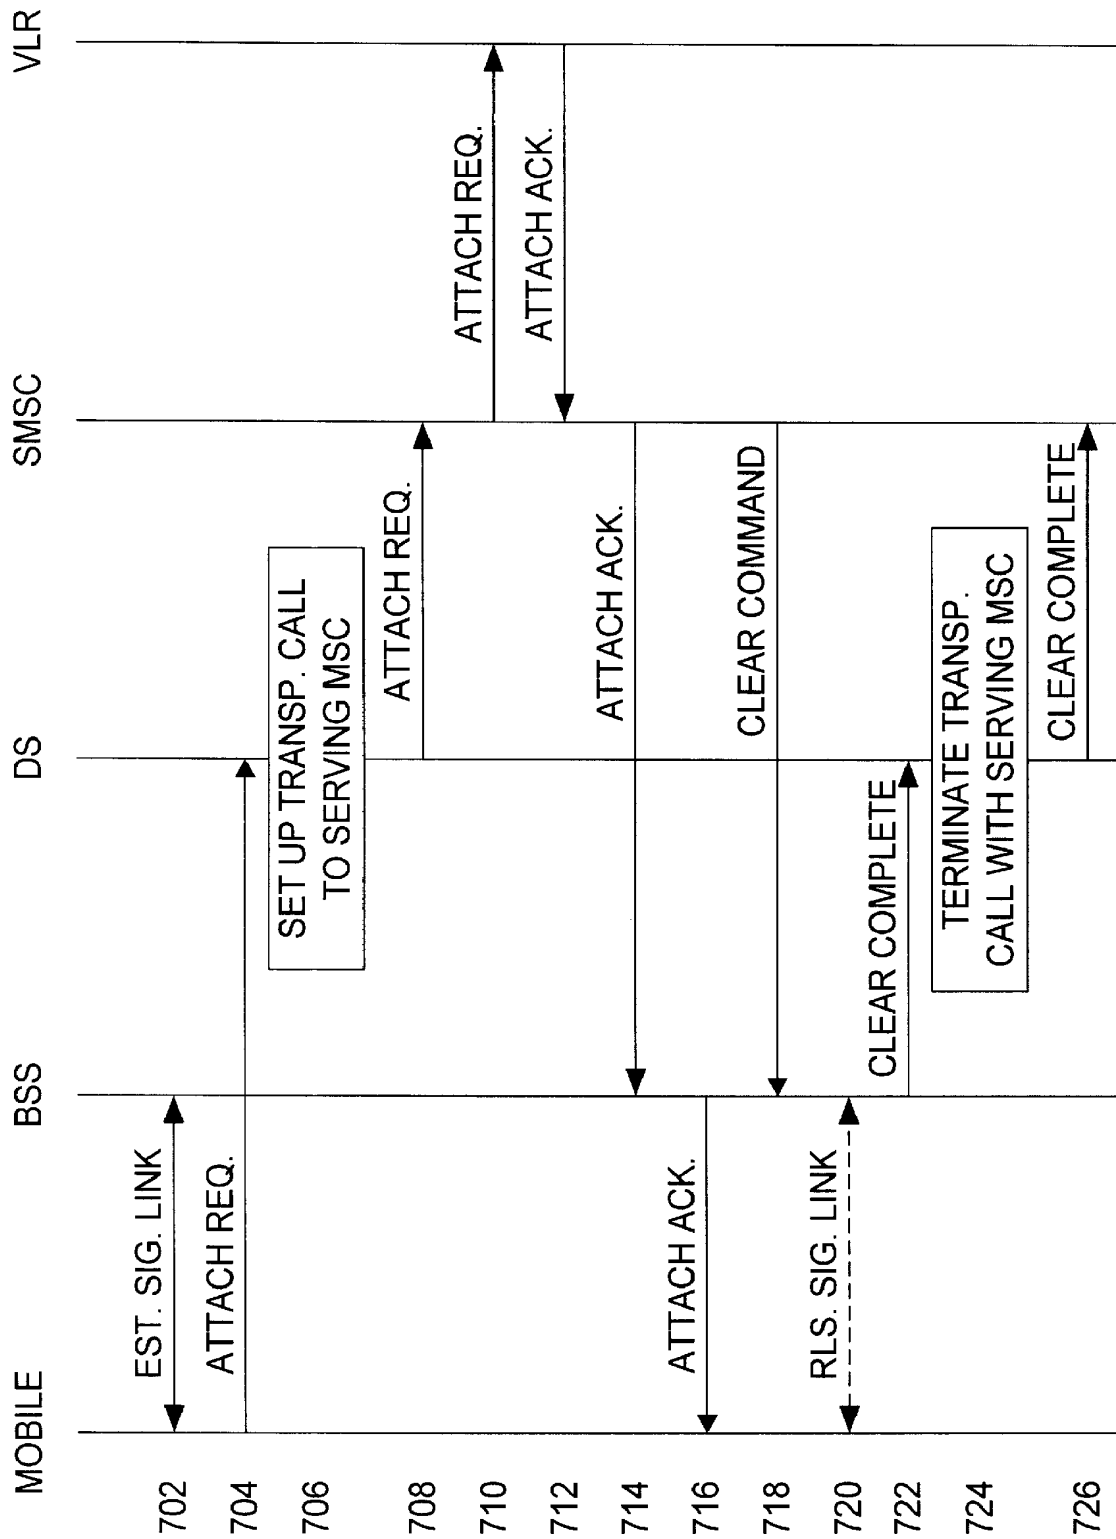 MOBILE
BSS
DS
SMSC
VLR
702
EST. SIG. LINK
704
ATTACH REQ.
706
SET UP TRANSP. CALL
TO SERVING MSC
708
ATTACH REQ.
710
ATTACH REQ.
712
ATTACH ACK.
714
ATTACH ACK.
716
ATTACH ACK.
718
CLEAR COMMAND
720
RLS. SIG. LINK
722
CLEAR COMPLETE
724
TERMINATE TRANSP.
CALL WITH SERVING MSC
726
CLEAR COMPLETE